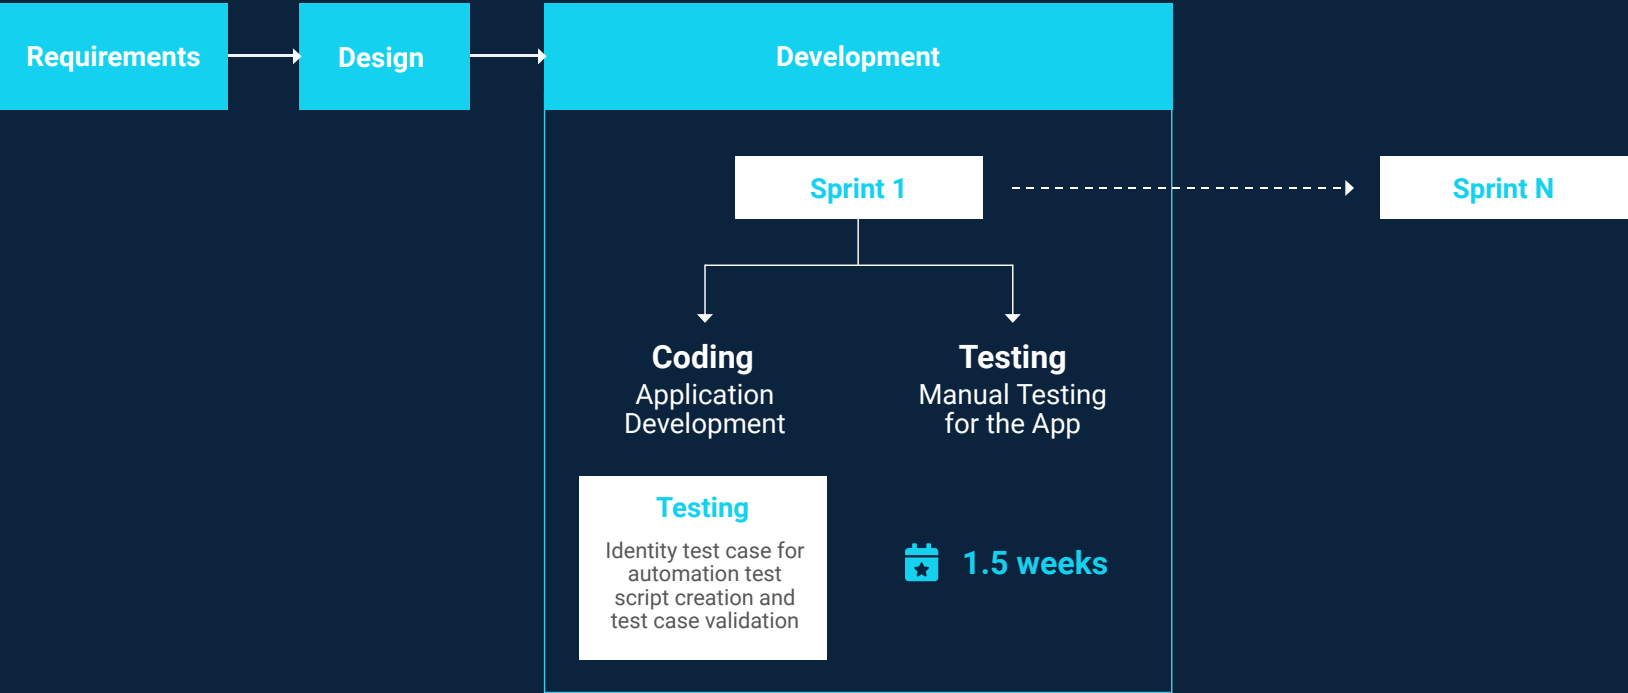 Requirements
Design
Development
Sprint 1
Sprint N
Coding
Application
Development
Testing
Manual Testing
for the App
Testing
Identity test case for
automation test
script creation and
test case validation
1.5 weeks